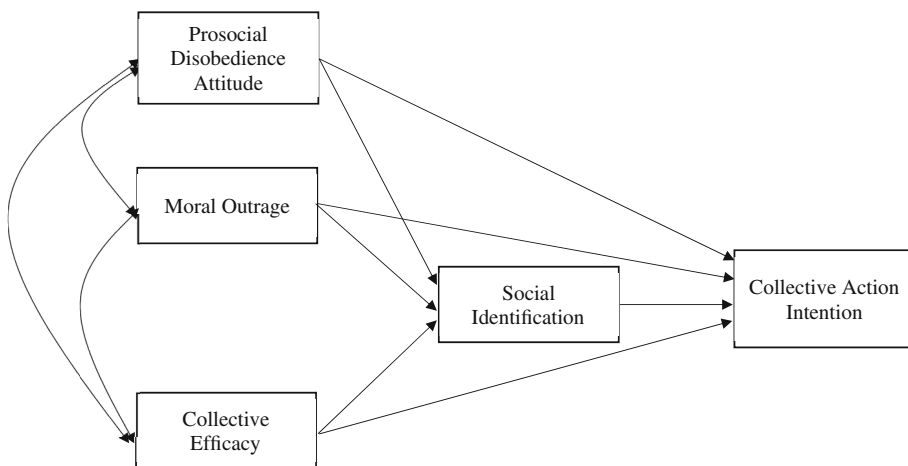 Prosocial
Disobedience
Attitude
Moral Outrage
Social
Identification
Collective Action
Intention
Collective
Efficacy